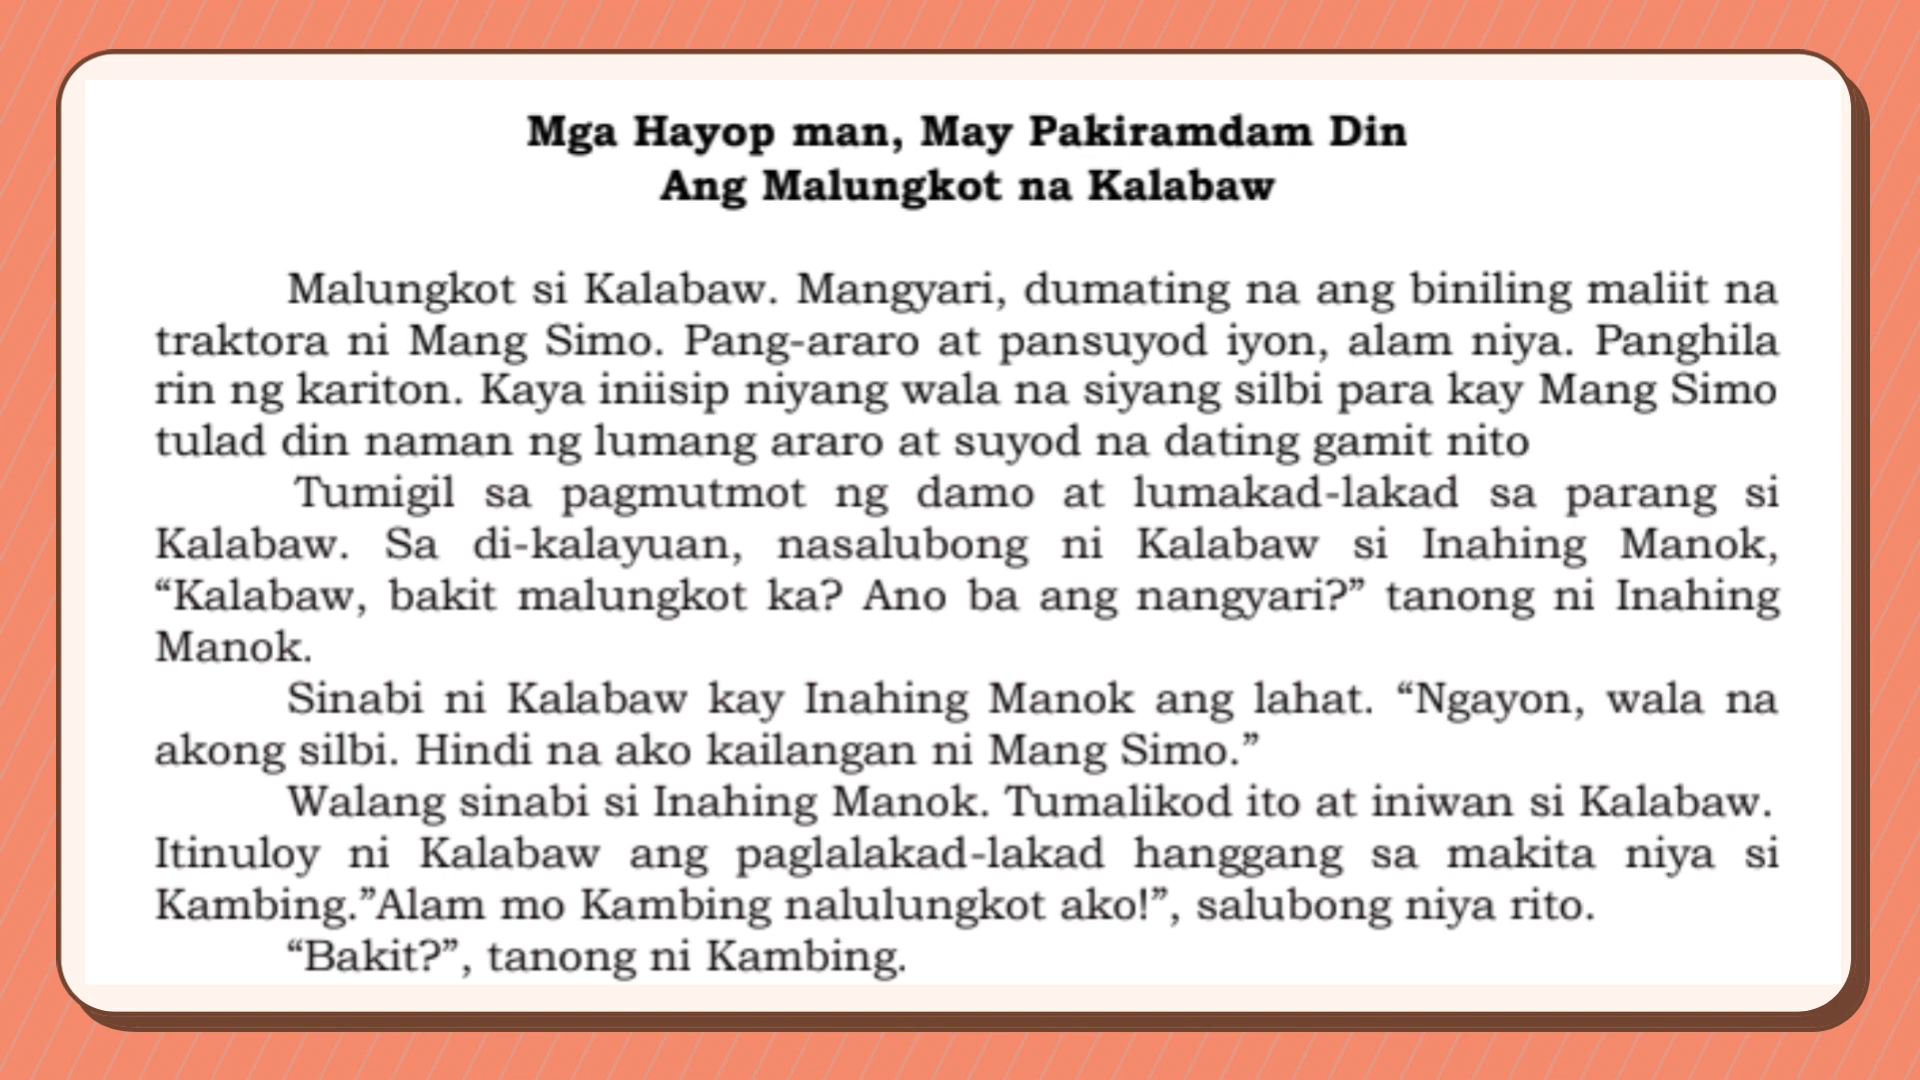 Mga Hayop man, May Pakiramdam Din
Ang Malungkot na Kalabaw
Malungkot si Kalabaw. Mangyari, dumating na ang biniling maliit na
traktora ni Mang Simo. Pang-araro at pansuyod iyon, alam niya. Panghila
rin ng kariton. Kaya iniisip niyang wala na siyang silbi para kay Mang Simo
tulad din naman ng lumang araro at suyod na dating gamit nito
Tumigil sa pagmutmot ng damo at lumakad-lakad sa parang si
Kalabaw. Sa di-kalayuan, nasalubong ni Kalabaw si Inahing Manok,
“Kalabaw, bakit malungkot ka? Ano ba ang nangyari?” tanong ni Inahing
Manok.
Sinabi ni Kalabaw kay Inahing Manok ang lahat. “Ngayon, wala na
akong silbi. Hindi na ako kailangan ni Mang Simo.”
Walang sinabi si Inahing Manok. Tumalikod ito at iniwan si Kalabaw.
Itinuloy ni Kalabaw ang paglalakad-lakad hanggang sa makita niya si
Kambing.”Alam mo Kambing nalulungkot ako!”, salubong niya rito.
“Bakit?”, tanong ni Kambing.